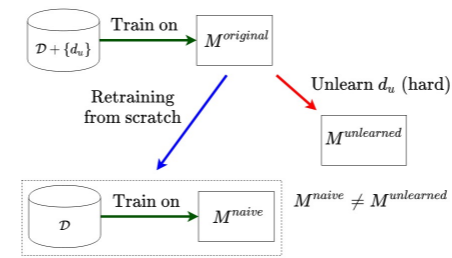 Train on
𝒟 + {d_u}
M^{original}
Unlearn d_u (hard)
Retraining
from scratch
M^{unlearned}
Train on
M^{naive} ≠ M^{unlearned}
𝒟
M^{naive}